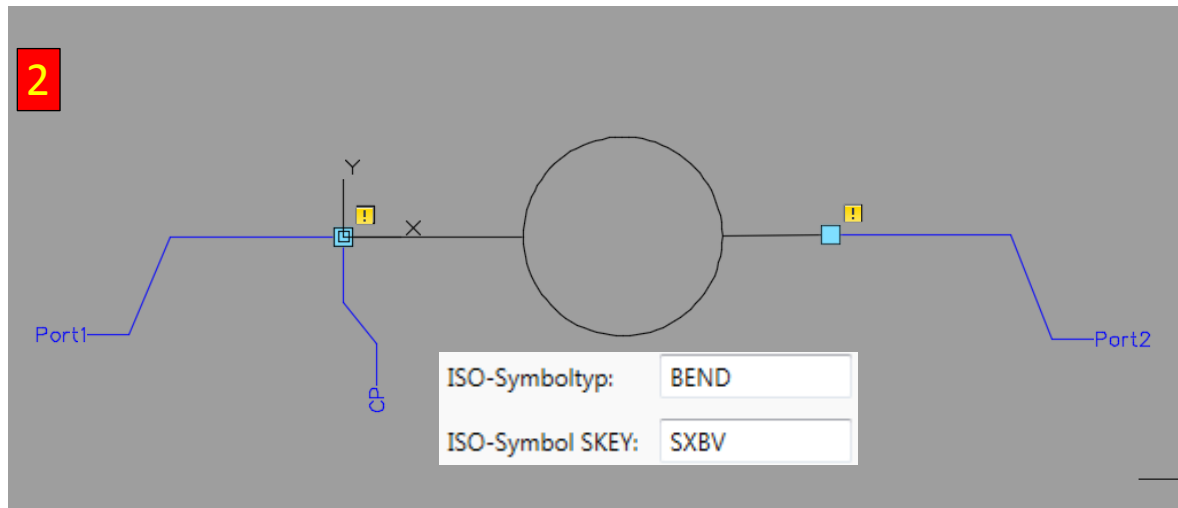 2
Y
!
!
X
Port1
Port2
CP
ISO-Symboltyp: BEND
ISO-Symbol SKEY: SXBV